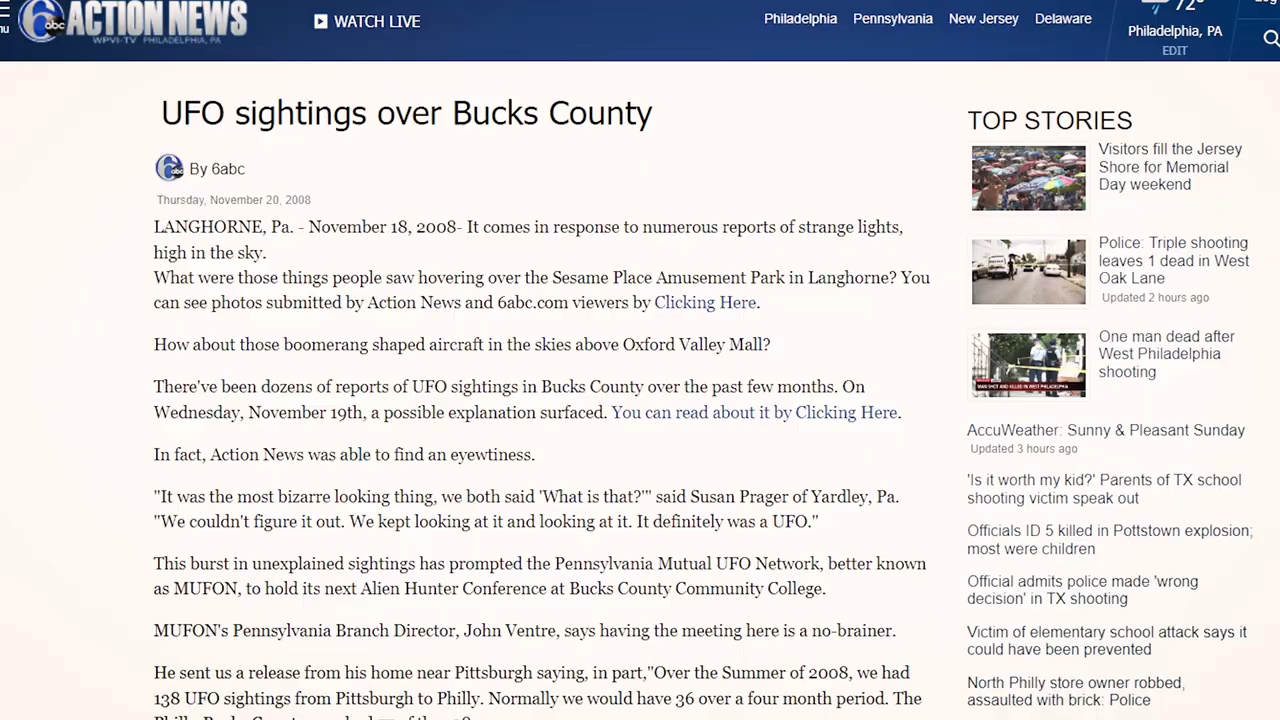 nu
6
abc
ACTION NEWS
WPVI-TV PHILADELPHIA, PA
WATCH LIVE
Philadelphia
Pennsylvania
New Jersey
Delaware
72°
Philadelphia, PA
EDIT
UFO sightings over Bucks County
By 6abc
Thursday, November 20, 2008
LANGHORNE, Pa. - November 18, 2008- It comes in response to numerous reports of strange lights,
high in the sky.
What were those things people saw hovering over the Sesame Place Amusement Park in Langhorne? You
can see photos submitted by Action News and 6abc.com viewers by Clicking Here.
How about those boomerang shaped aircraft in the skies above Oxford Valley Mall?
There've been dozens of reports of UFO sightings in Bucks County over the past few months. On
Wednesday, November 19th, a possible explanation surfaced. You can read about it by Clicking Here.
In fact, Action News was able to find an eyewtiness.
"It was the most bizarre looking thing, we both said 'What is that?'" said Susan Prager of Yardley, Pa.
"We couldn't figure it out. We kept looking at it and looking at it. It definitely was a UFO."
This burst in unexplained sightings has prompted the Pennsylvania Mutual UFO Network, better known
as MUFON, to hold its next Alien Hunter Conference at Bucks County Community College.
MUFON's Pennsylvania Branch Director, John Ventre, says having the meeting here is a no-brainer.
He sent us a release from his home near Pittsburgh saying, in part,"Over the Summer of 2008, we had
138 UFO sightings from Pittsburgh to Philly. Normally we would have 36 over a four month period. The
TOP STORIES
Visitors fill the Jersey
Shore for Memorial
Day weekend
Police: Triple shooting
leaves 1 dead in West
Oak Lane
Updated 2 hours ago
One man dead after
West Philadelphia
shooting
MAN SHOT AND KILLED IN WEST PHILADELPHIA
AccuWeather: Sunny & Pleasant Sunday
Updated 3 hours ago
'Is it worth my kid?' Parents of TX school
shooting victim speak out
Officials ID 5 killed in Pottstown explosion;
most were children
Official admits police made 'wrong
decision' in TX shooting
Victim of elementary school attack says it
could have been prevented
North Philly store owner robbed,
assaulted with brick: Police